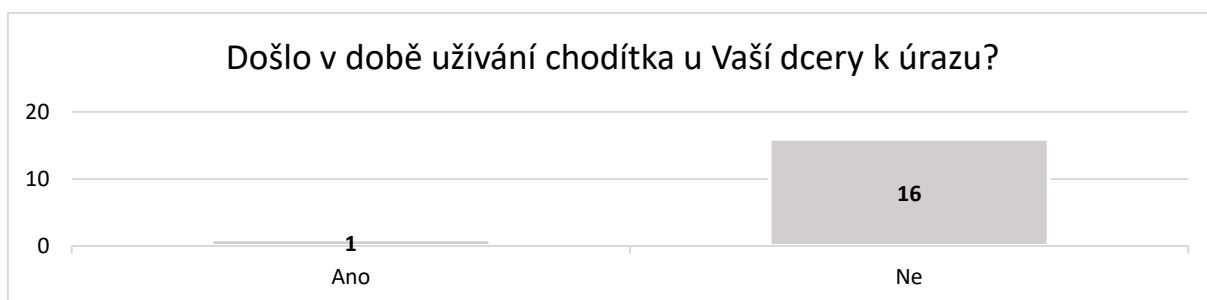 Došlo v době užívání chodítka u Vaší dcery k úrazu?
20
10
0
1
16
Ano
Ne